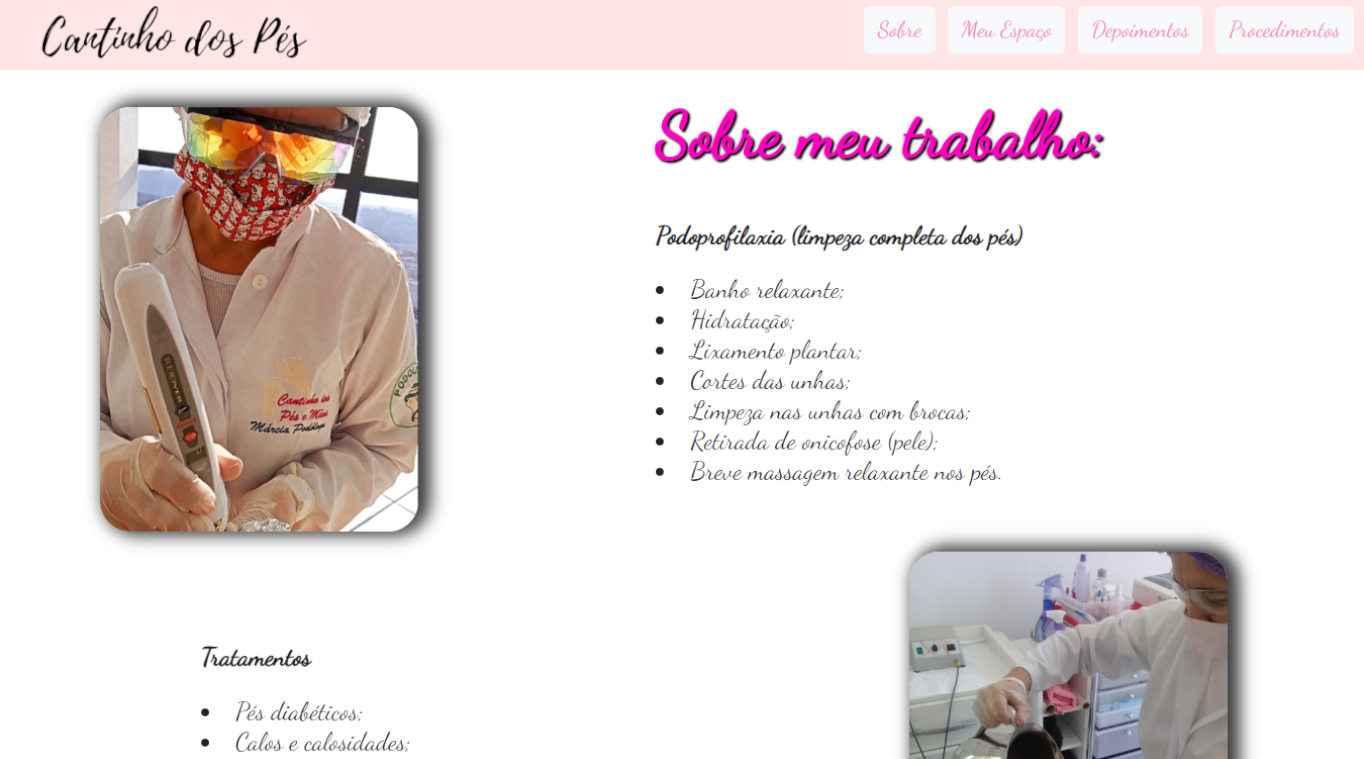 Cantinho dos Pés
Sobre
Meu Espaço
Depoimentos
Procedimentos
Sobre meu trabalho:
Podoprofilaxia (limpeza completa dos pés)
Banho relaxante;
Hidratação;
Lixamento plantar;
Cortes das unhas;
Limpeza nas unhas com brocas;
Retirada de onicofose (pele);
Breve massagem relaxante nos pés.
Cantinho dos
Pés e Mãos
Márcia Podóloga
Tratamentos
Pés diabéticos;
Calos e calosidades;